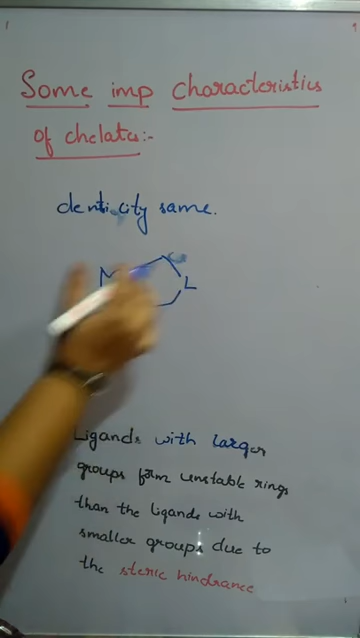 Some imp characteristics
of chelates:-
denticity same.
M
L
Ligands with larger
groups form unstable rings
than the ligands with
smaller groups due to
the steric hindrance